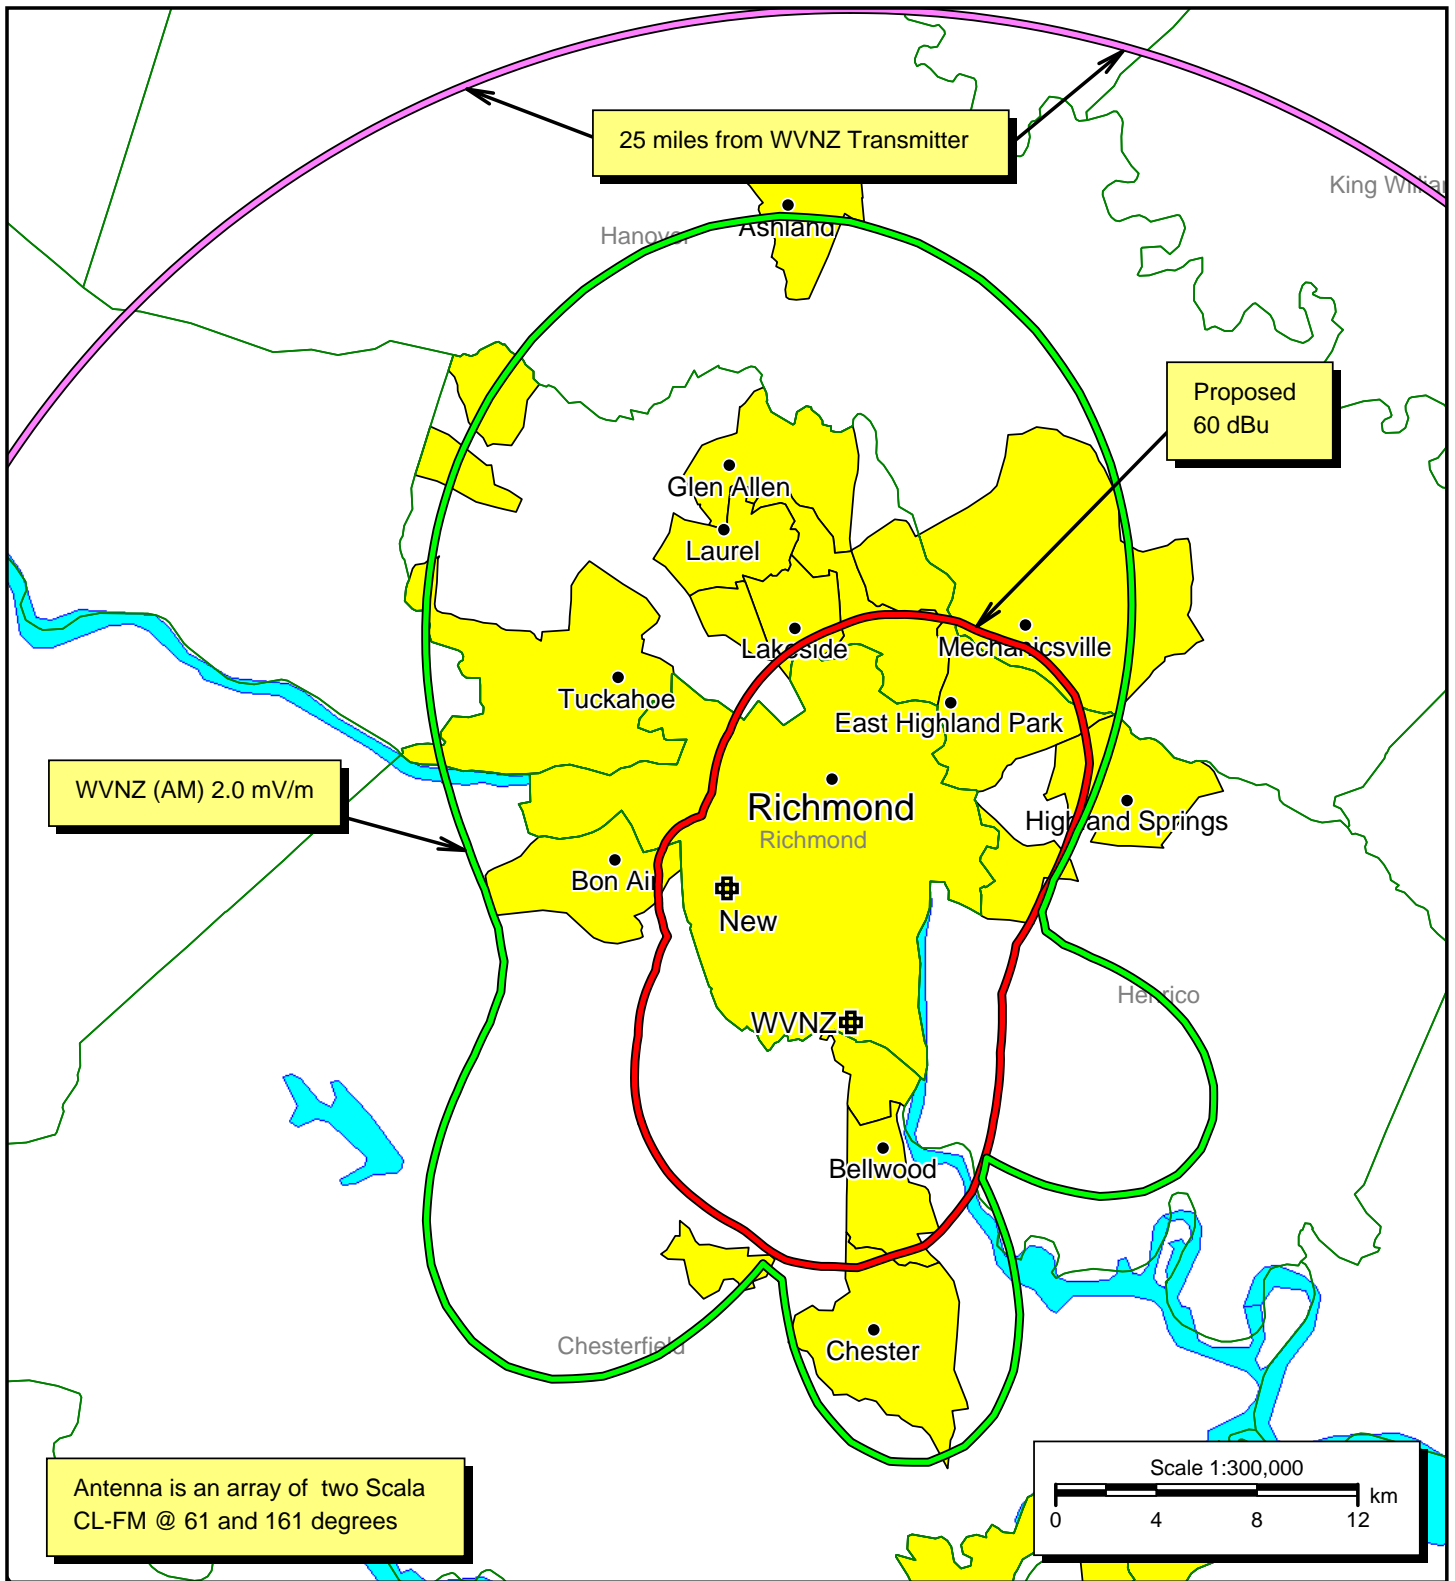 25 miles from WVNZ Transmitter
Ashland
Hanover
Proposed
60 dBu
Glen Allen
Laurel
Lakeside
Mechanicsville
Tuckahoe
East Highland Park
WVNZ (AM) 2.0 mV/m
Richmond
Richmond
Highland Springs
Bon Air
New
WVNZ
Henrico
Bellwood
Chesterfield
Chester
Antenna is an array of two Scala
CL-FM @ 61 and 161 degrees
Scale 1:300,000
km
0 4 8 12